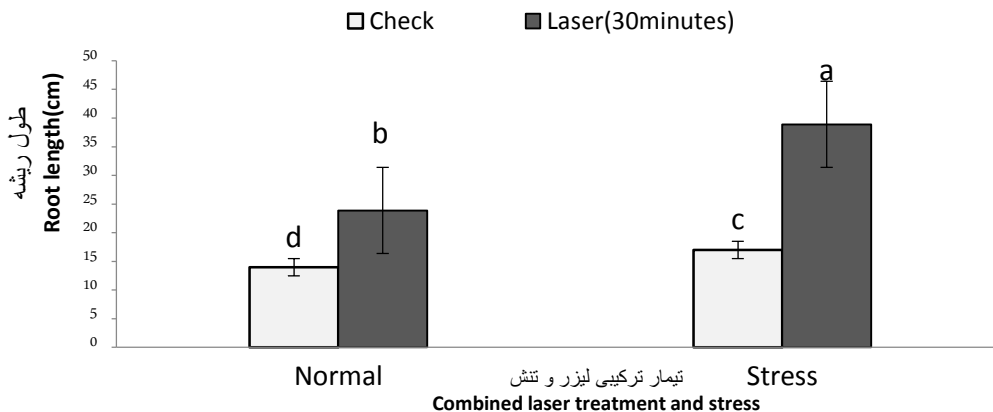 Check Laser(30minutes)
50
45
40
35
30
25
20
15
10
5
0
طول ریشه
Root length(cm)
d
b
c
a
Normal
Stress
تیمار ترکیبی لیزر و تنش
Combined laser treatment and stress